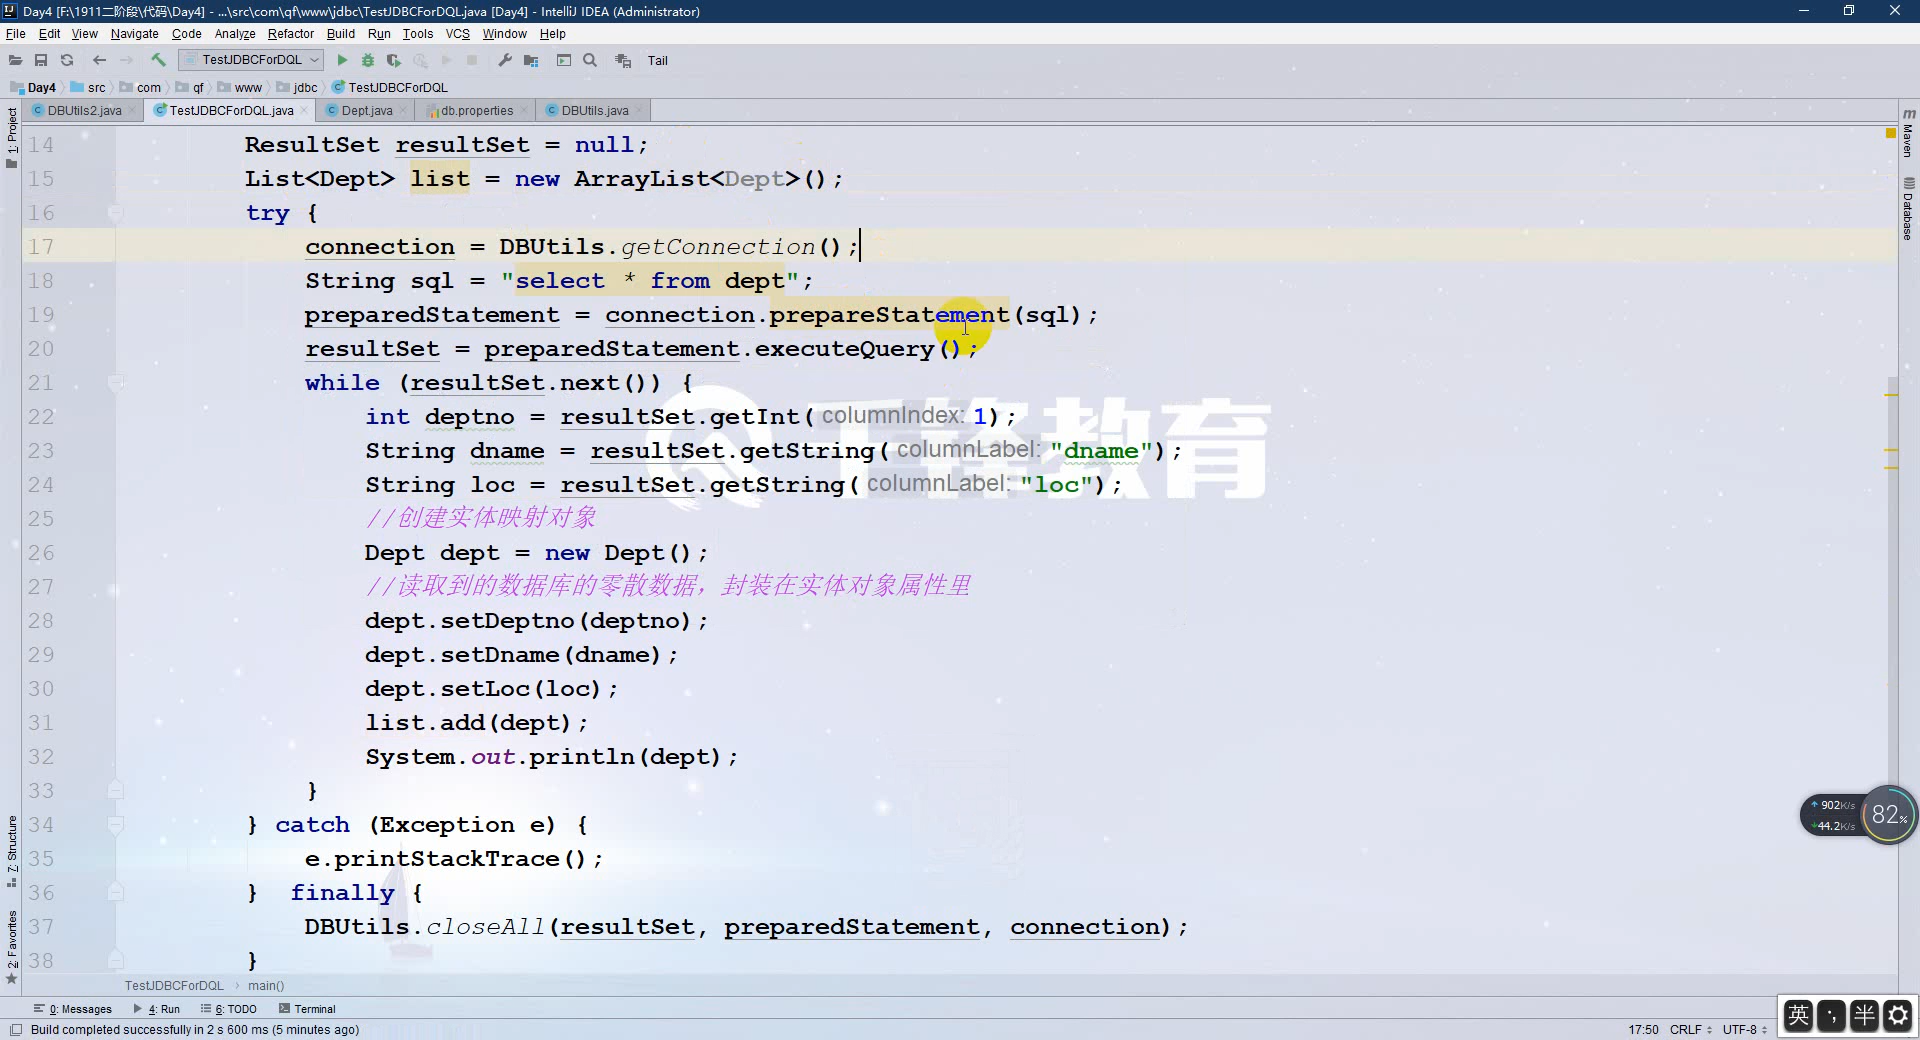 Day4 [F:\1911二阶段\代码\Day4] - ...\src\com\qf\www\jdbc\TestJDBCForDQL.java [Day4] - IntelliJ IDEA (Administrator)
File Edit View Navigate Code Analyze Refactor Build Run Tools VCS Window Help
TestJDBCForDQL Tail
Day4 src com qf www jdbc TestJDBCForDQL
DBUtils2.java TestJDBCForDQL.java Dept.java db.properties DBUtils.java
1: Project
7: Structure
2: Favorites
Maven
Database
14 ResultSet resultSet = null;
15 List<Dept> list = new ArrayList<Dept>();
16 try {
17 connection = DBUtils.getConnection();
18 String sql = "select * from dept";
19 preparedStatement = connection.prepareStatement(sql);
20 resultSet = preparedStatement.executeQuery();
21 while (resultSet.next()) {
22 int deptno = resultSet.getInt( columnIndex: 1);
23 String dname = resultSet.getString( columnLabel: "dname");
24 String loc = resultSet.getString( columnLabel: "loc");
25 //创建实体映射对象
26 Dept dept = new Dept();
27 //读取到的数据库的零散数据，封装在实体对象属性里
28 dept.setDeptno(deptno);
29 dept.setDname(dname);
30 dept.setLoc(loc);
31 list.add(dept);
32 System.out.println(dept);
33 }
34 } catch (Exception e) {
35 e.printStackTrace();
36 } finally {
37 DBUtils.closeAll(resultSet, preparedStatement, connection);
38 }
千锋教育
902K/s
44.2K/s
82%
TestJDBCForDQL › main()
0: Messages 4: Run 6: TODO Terminal
Build completed successfully in 2 s 600 ms (5 minutes ago)
17:50 CRLF UTF-8
英 ·, 半